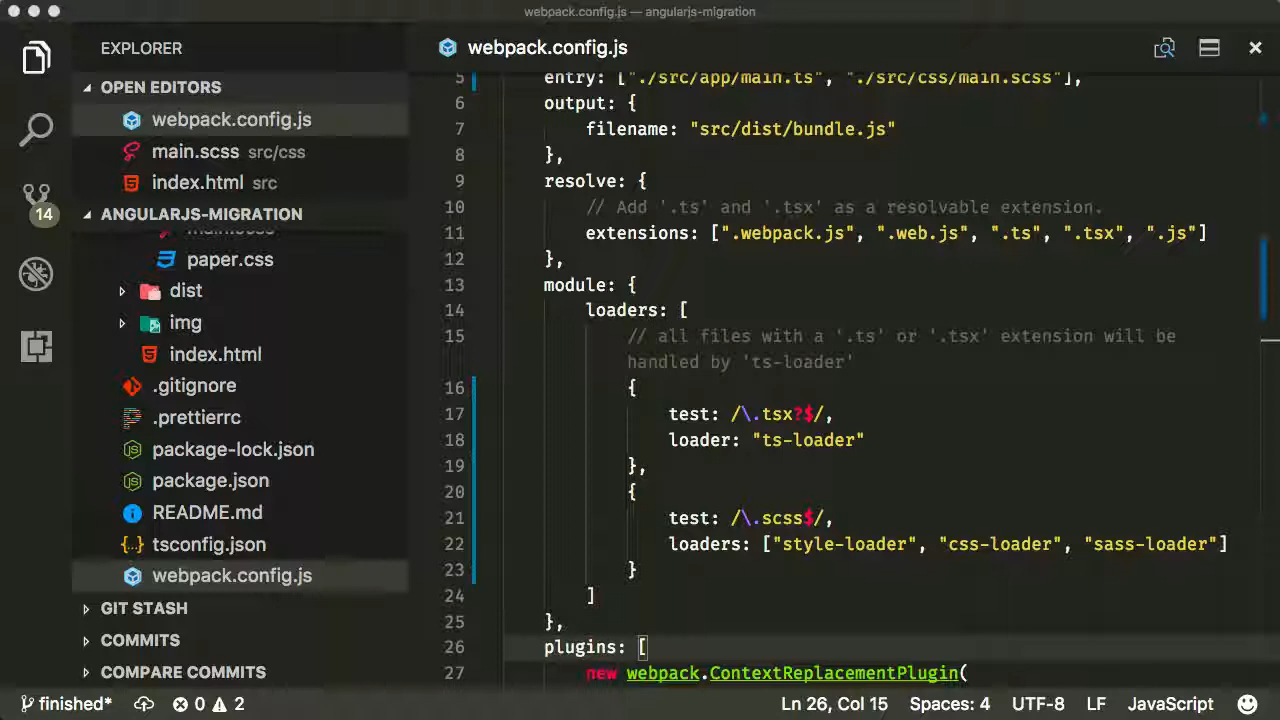 webpack.config.js — angularjs-migration
EXPLORER
OPEN EDITORS
webpack.config.js
main.scss src/css
index.html src
14
ANGULARJS-MIGRATION
main.scss
paper.css
dist
img
index.html
.gitignore
.prettierrc
package-lock.json
package.json
README.md
tsconfig.json
webpack.config.js
GIT STASH
COMMITS
COMPARE COMMITS
webpack.config.js
5 entry: ["./src/app/main.ts", "./src/css/main.scss"],
6 output: {
7 filename: "src/dist/bundle.js"
8 },
9 resolve: {
10 // Add '.ts' and '.tsx' as a resolvable extension.
11 extensions: [".webpack.js", ".web.js", ".ts", ".tsx", ".js"]
12 },
13 module: {
14 loaders: [
15 // all files with a '.ts' or '.tsx' extension will be
handled by 'ts-loader'
16 {
17 test: /\.tsx?$/,
18 loader: "ts-loader"
19 },
20 {
21 test: /\.scss$/,
22 loaders: ["style-loader", "css-loader", "sass-loader"]
23 }
24 ]
25 },
26 plugins: [
27 new webpack.ContextReplacementPlugin(
finished* 0 2 Ln 26, Col 15 Spaces: 4 UTF-8 LF JavaScript